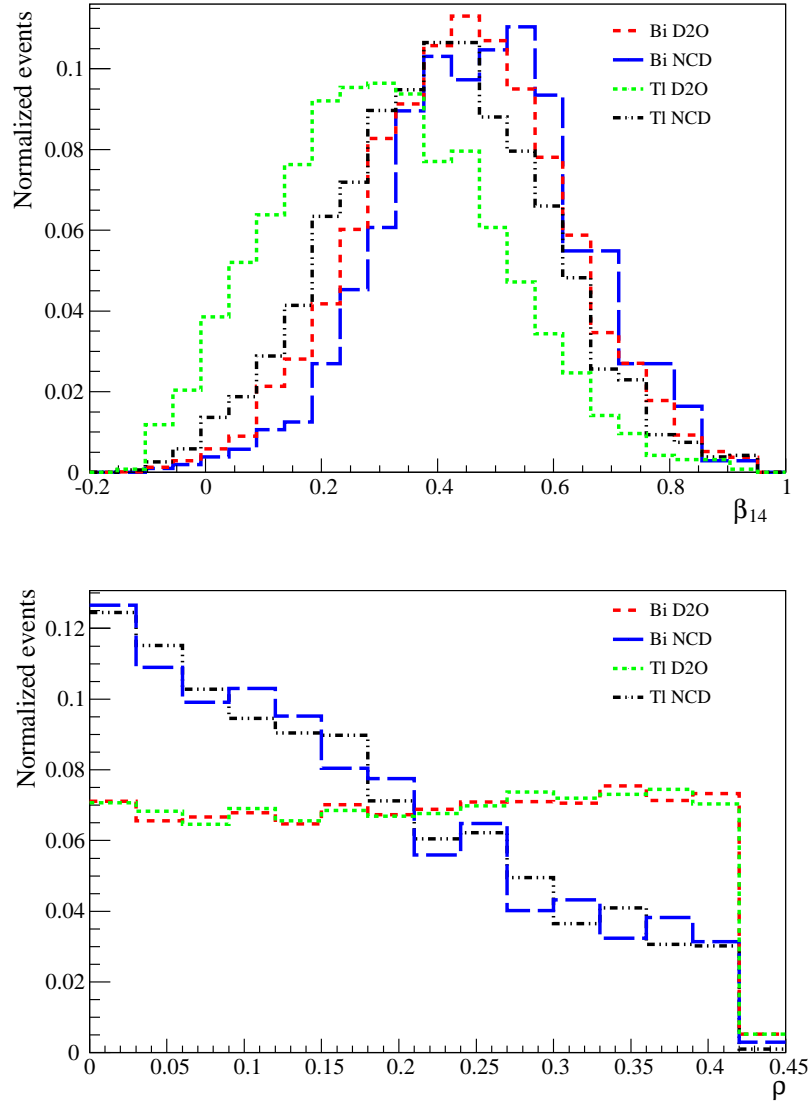 Normalized events
Bi D2O
Bi NCD
Tl D2O
Tl NCD
0.1
0.08
0.06
0.04
0.02
0
-0.2 0 0.2 0.4 0.6 0.8 1
β14
Normalized events
Bi D2O
Bi NCD
Tl D2O
Tl NCD
0.12
0.1
0.08
0.06
0.04
0.02
0
0 0.05 0.1 0.15 0.2 0.25 0.3 0.35 0.4 0.45
ρ